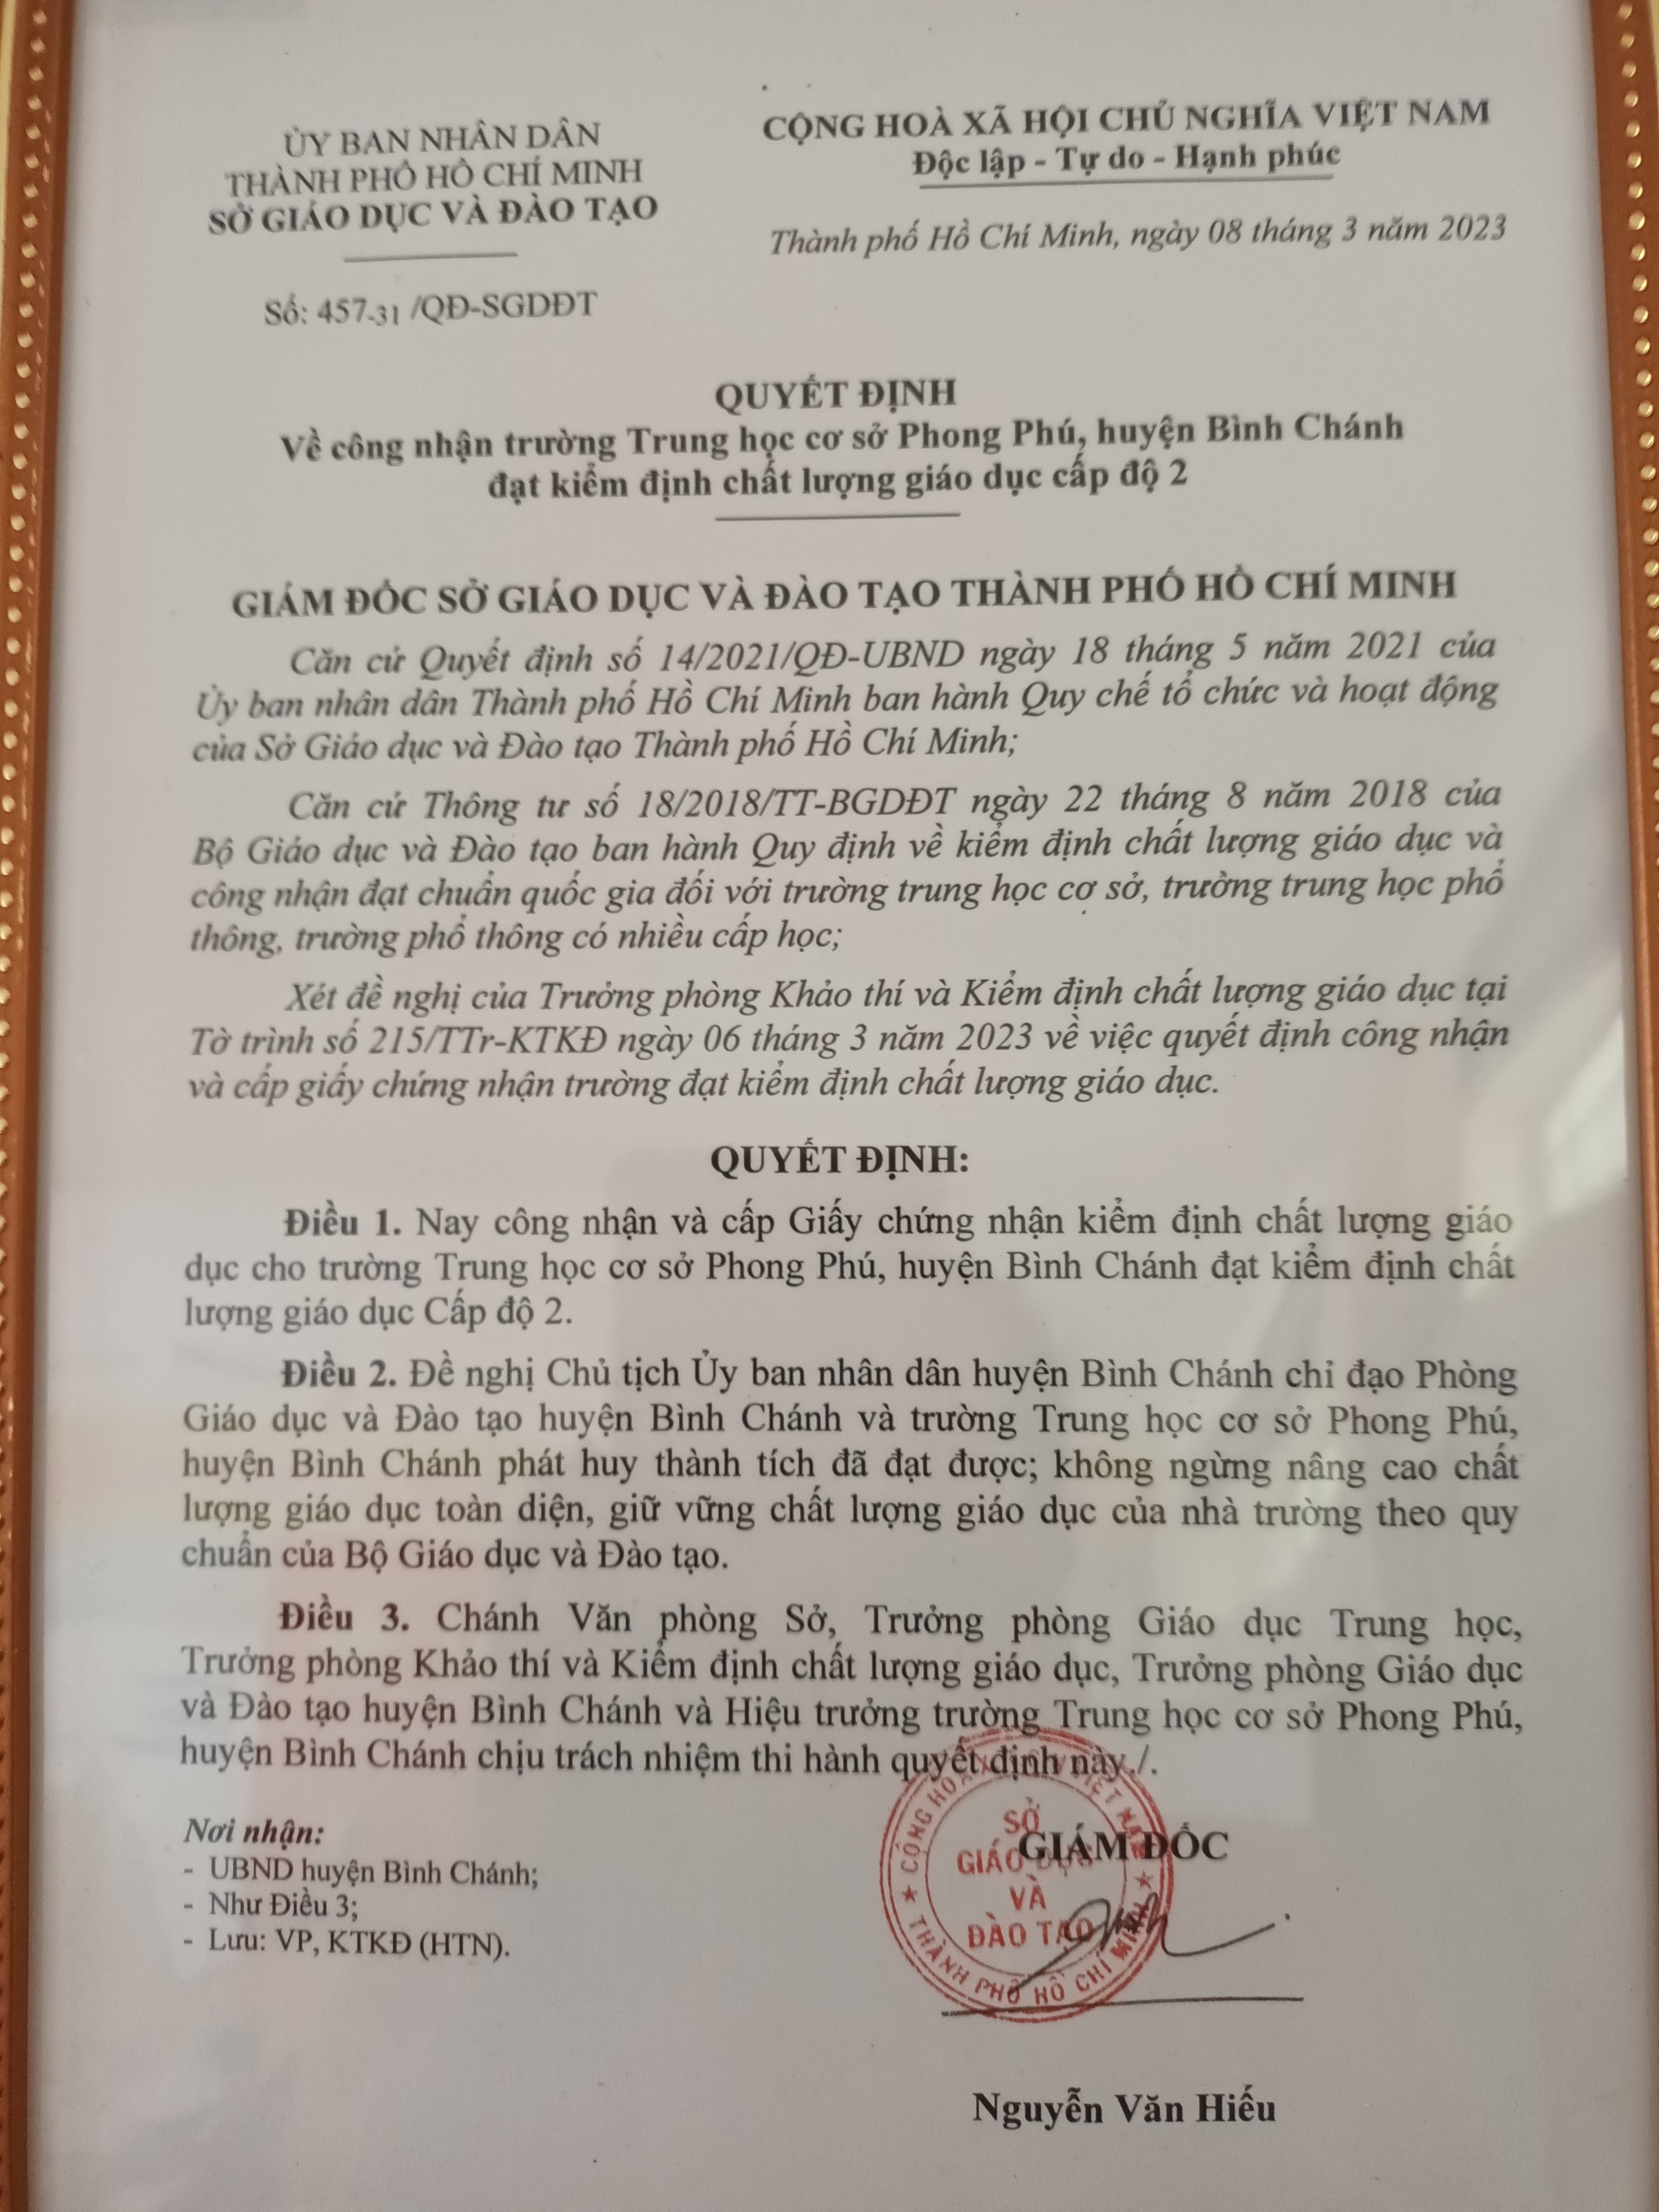 ỦY BAN NHÂN DÂN
THÀNH PHỐ HỒ CHÍ MINH
SỞ GIÁO DỤC VÀ ĐÀO TẠO
Số: 457-31 /QĐ-SGDĐT
CỘNG HOÀ XÃ HỘI CHỦ NGHĨA VIỆT NAM
Độc lập - Tự do - Hạnh phúc
Thành phố Hồ Chí Minh, ngày 08 tháng 3 năm 2023
QUYẾT ĐỊNH
Về công nhận trường Trung học cơ sở Phong Phú, huyện Bình Chánh
đạt kiểm định chất lượng giáo dục cấp độ 2
GIÁM ĐỐC SỞ GIÁO DỤC VÀ ĐÀO TẠO THÀNH PHỐ HỒ CHÍ MINH
Căn cứ Quyết định số 14/2021/QĐ-UBND ngày 18 tháng 5 năm 2021 của
Ủy ban nhân dân Thành phố Hồ Chí Minh ban hành Quy chế tổ chức và hoạt động
của Sở Giáo dục và Đào tạo Thành phố Hồ Chí Minh;
Căn cứ Thông tư số 18/2018/TT-BGDĐT ngày 22 tháng 8 năm 2018 của
Bộ Giáo dục và Đào tạo ban hành Quy định về kiểm định chất lượng giáo dục và
công nhận đạt chuẩn quốc gia đối với trường trung học cơ sở, trường trung học phổ
thông, trường phổ thông có nhiều cấp học;
Xét đề nghị của Trưởng phòng Khảo thí và Kiểm định chất lượng giáo dục tại
Tờ trình số 215/TTr-KTKĐ ngày 06 tháng 3 năm 2023 về việc quyết định công nhận
và cấp giấy chứng nhận trường đạt kiểm định chất lượng giáo dục.
QUYẾT ĐỊNH:
Điều 1. Nay công nhận và cấp Giấy chứng nhận kiểm định chất lượng giáo
dục cho trường Trung học cơ sở Phong Phú, huyện Bình Chánh đạt kiểm định chất
lượng giáo dục Cấp độ 2.
Điều 2. Đề nghị Chủ tịch Ủy ban nhân dân huyện Bình Chánh chỉ đạo Phòng
Giáo dục và Đào tạo huyện Bình Chánh và trường Trung học cơ sở Phong Phú,
huyện Bình Chánh phát huy thành tích đã đạt được; không ngừng nâng cao chất
lượng giáo dục toàn diện, giữ vững chất lượng giáo dục của nhà trường theo quy
chuẩn của Bộ Giáo dục và Đào tạo.
Điều 3. Chánh Văn phòng Sở, Trưởng phòng Giáo dục Trung học,
Trưởng phòng Khảo thí và Kiểm định chất lượng giáo dục, Trưởng phòng Giáo dục
và Đào tạo huyện Bình Chánh và Hiệu trưởng trường Trung học cơ sở Phong Phú,
huyện Bình Chánh chịu trách nhiệm thi hành quyết định này./.
Nơi nhận:
- UBND huyện Bình Chánh;
- Như Điều 3;
- Lưu: VP, KTKĐ (HTN).
GIÁM ĐỐC
SỞ
GIÁO DỤC
VÀ
ĐÀO TẠO
THÀNH PHỐ HỒ CHÍ MINH
Nguyễn Văn Hiếu